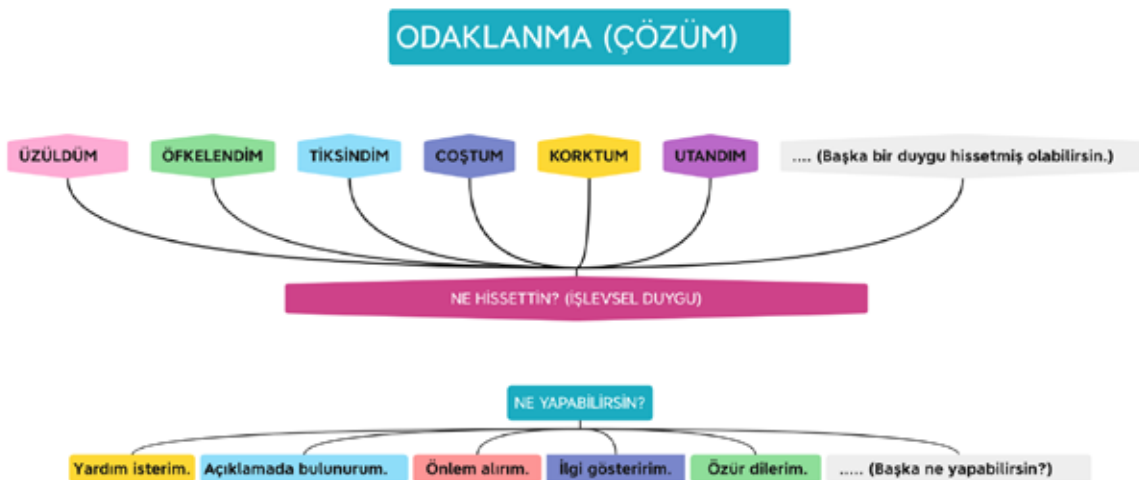 ODAKLANMA (ÇÖZÜM)
ÜZÜLDÜM
ÖFKELENDİM
TİKSİNDİM
COŞTUM
KORKTUM
UTANDIM
.... (Başka bir duygu hissetmiş olabilirsin.)
NE HİSSETTİN? (İŞLEVSEL DUYGU)
NE YAPABİLİRSİN?
Yardım isterim.
Açıklamada bulunurum.
Önlem alırım.
İlgi gösteririm.
Özür dilerim.
..... (Başka ne yapabilirsin?)